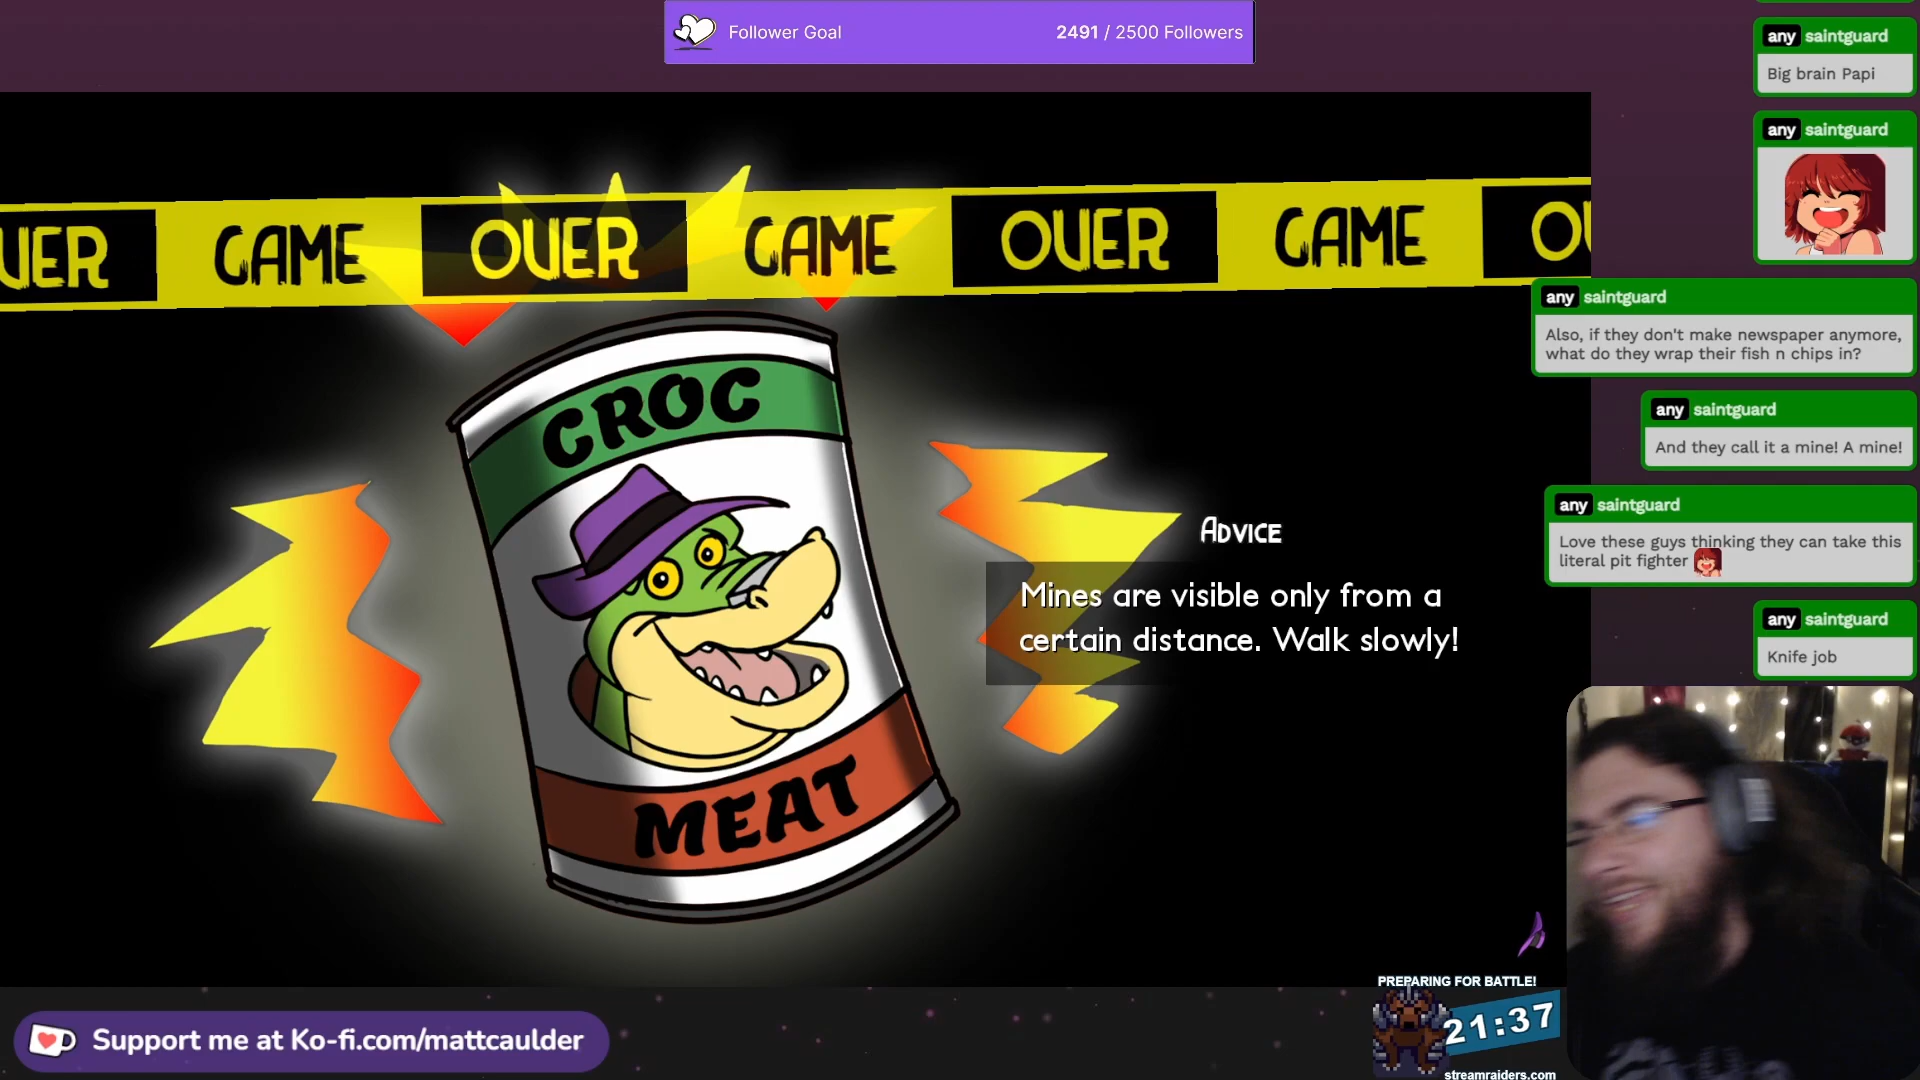 Follower Goal 2491 / 2500 Followers
any saintguard
Big brain Papi
any saintguard
any saintguard
Also, if they don't make newspaper anymore,
what do they wrap their fish n chips in?
any saintguard
And they call it a mine! A mine!
any saintguard
Love these guys thinking they can take this
literal pit fighter
any saintguard
Knife job
VER GAME OVER GAME OVER GAME O
CROC
MEAT
ADVICE
Mines are visible only from a
certain distance. Walk slowly!
PREPARING FOR BATTLE!
21:37
streamraiders.com
Support me at Ko-fi.com/mattcaulder